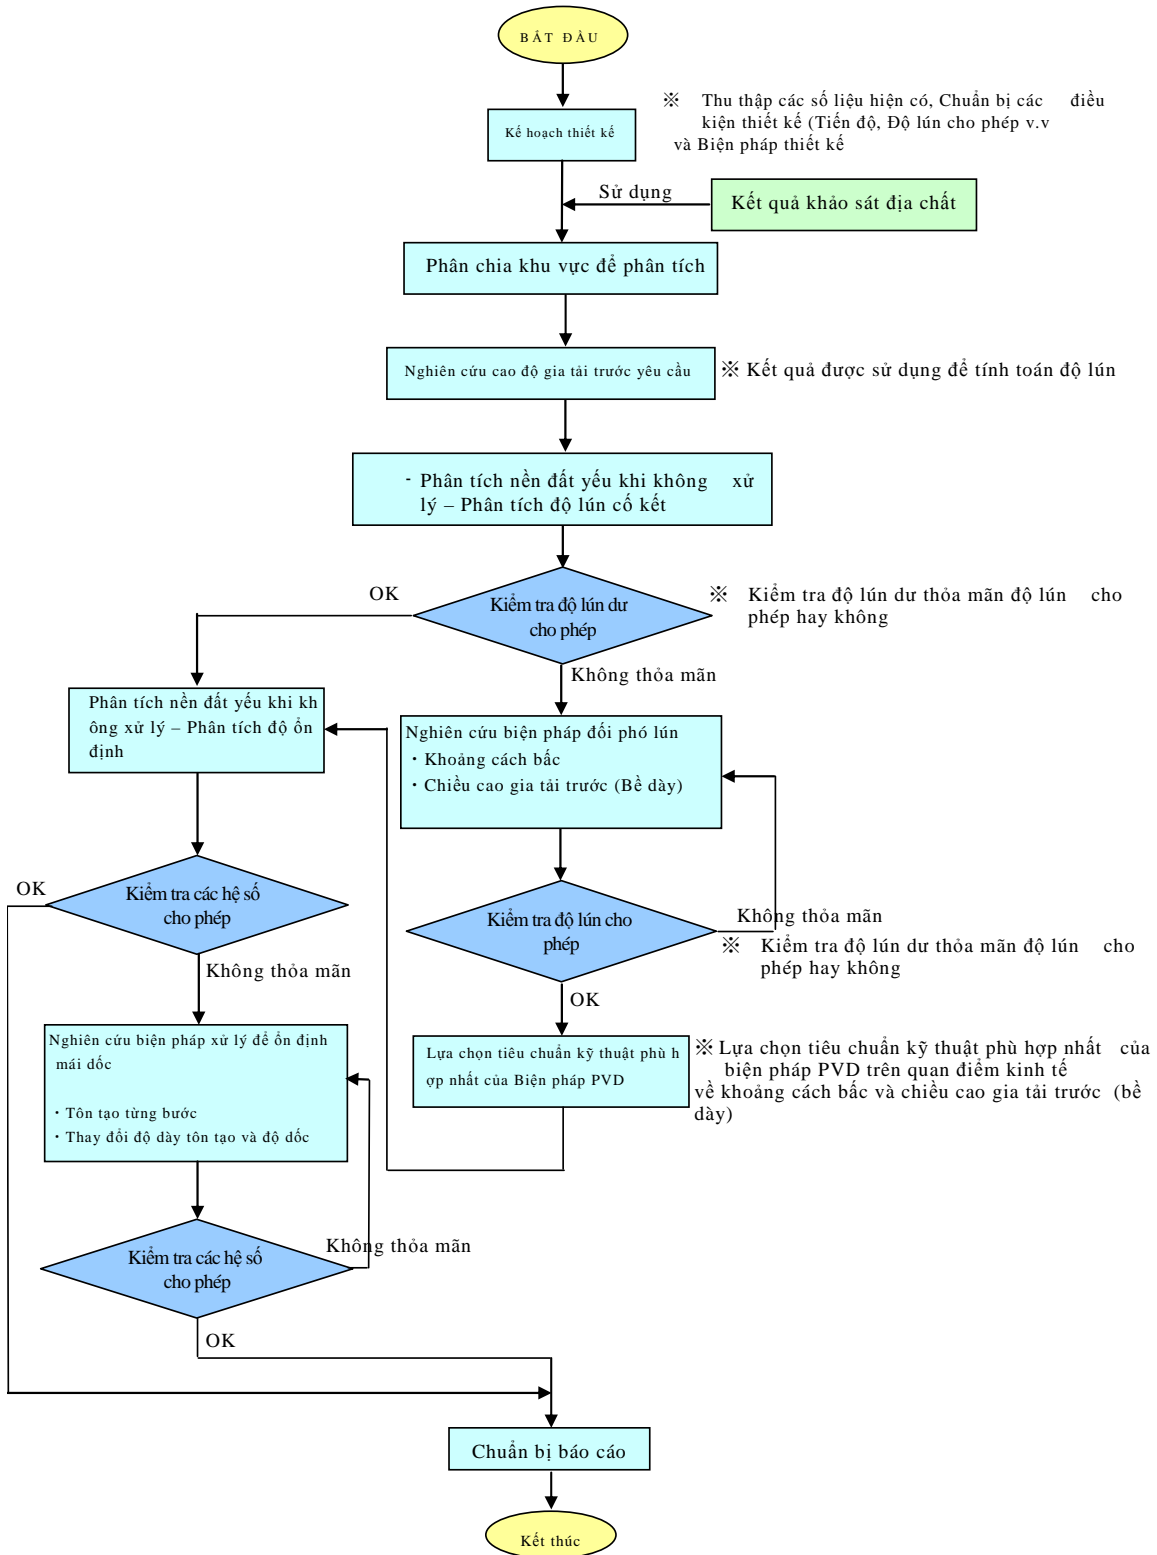 BẮT ĐẦU
※ Thu thập các số liệu hiện có, Chuẩn bị các điều
kiện thiết kế (Tiến độ, Độ lún cho phép v.v
và Biện pháp thiết kế
Kế hoạch thiết kế
Sử dụng
Kết quả khảo sát địa chất
Phân chia khu vực để phân tích
Nghiên cứu cao độ gia tải trước yêu cầu
※ Kết quả được sử dụng để tính toán độ lún
- Phân tích nền đất yếu khi không xử
lý – Phân tích độ lún cố kết
OK
Kiểm tra độ lún dư
cho phép
※ Kiểm tra độ lún dư thỏa mãn độ lún cho
phép hay không
Không thỏa mãn
Phân tích nền đất yếu khi kh
ông xử lý – Phân tích độ ổn
định
Nghiên cứu biện pháp đối phó lún
・Khoảng cách bấc
・Chiều cao gia tải trước (Bề dày)
OK
Kiểm tra các hệ số
cho phép
Kiểm tra độ lún cho
phép
Không thỏa mãn
※ Kiểm tra độ lún dư thỏa mãn độ lún cho
phép hay không
Không thỏa mãn
OK
Nghiên cứu biện pháp xử lý để ổn định
mái dốc
・Tôn tạo từng bước
・Thay đổi độ dày tôn tạo và độ dốc
Lựa chọn tiêu chuẩn kỹ thuật phù h
ợp nhất của Biện pháp PVD
※ Lựa chọn tiêu chuẩn kỹ thuật phù hợp nhất của
biện pháp PVD trên quan điểm kinh tế
về khoảng cách bấc và chiều cao gia tải trước (bề
dày)
Kiểm tra các hệ số
cho phép
Không thỏa mãn
OK
Chuẩn bị báo cáo
Kết thúc